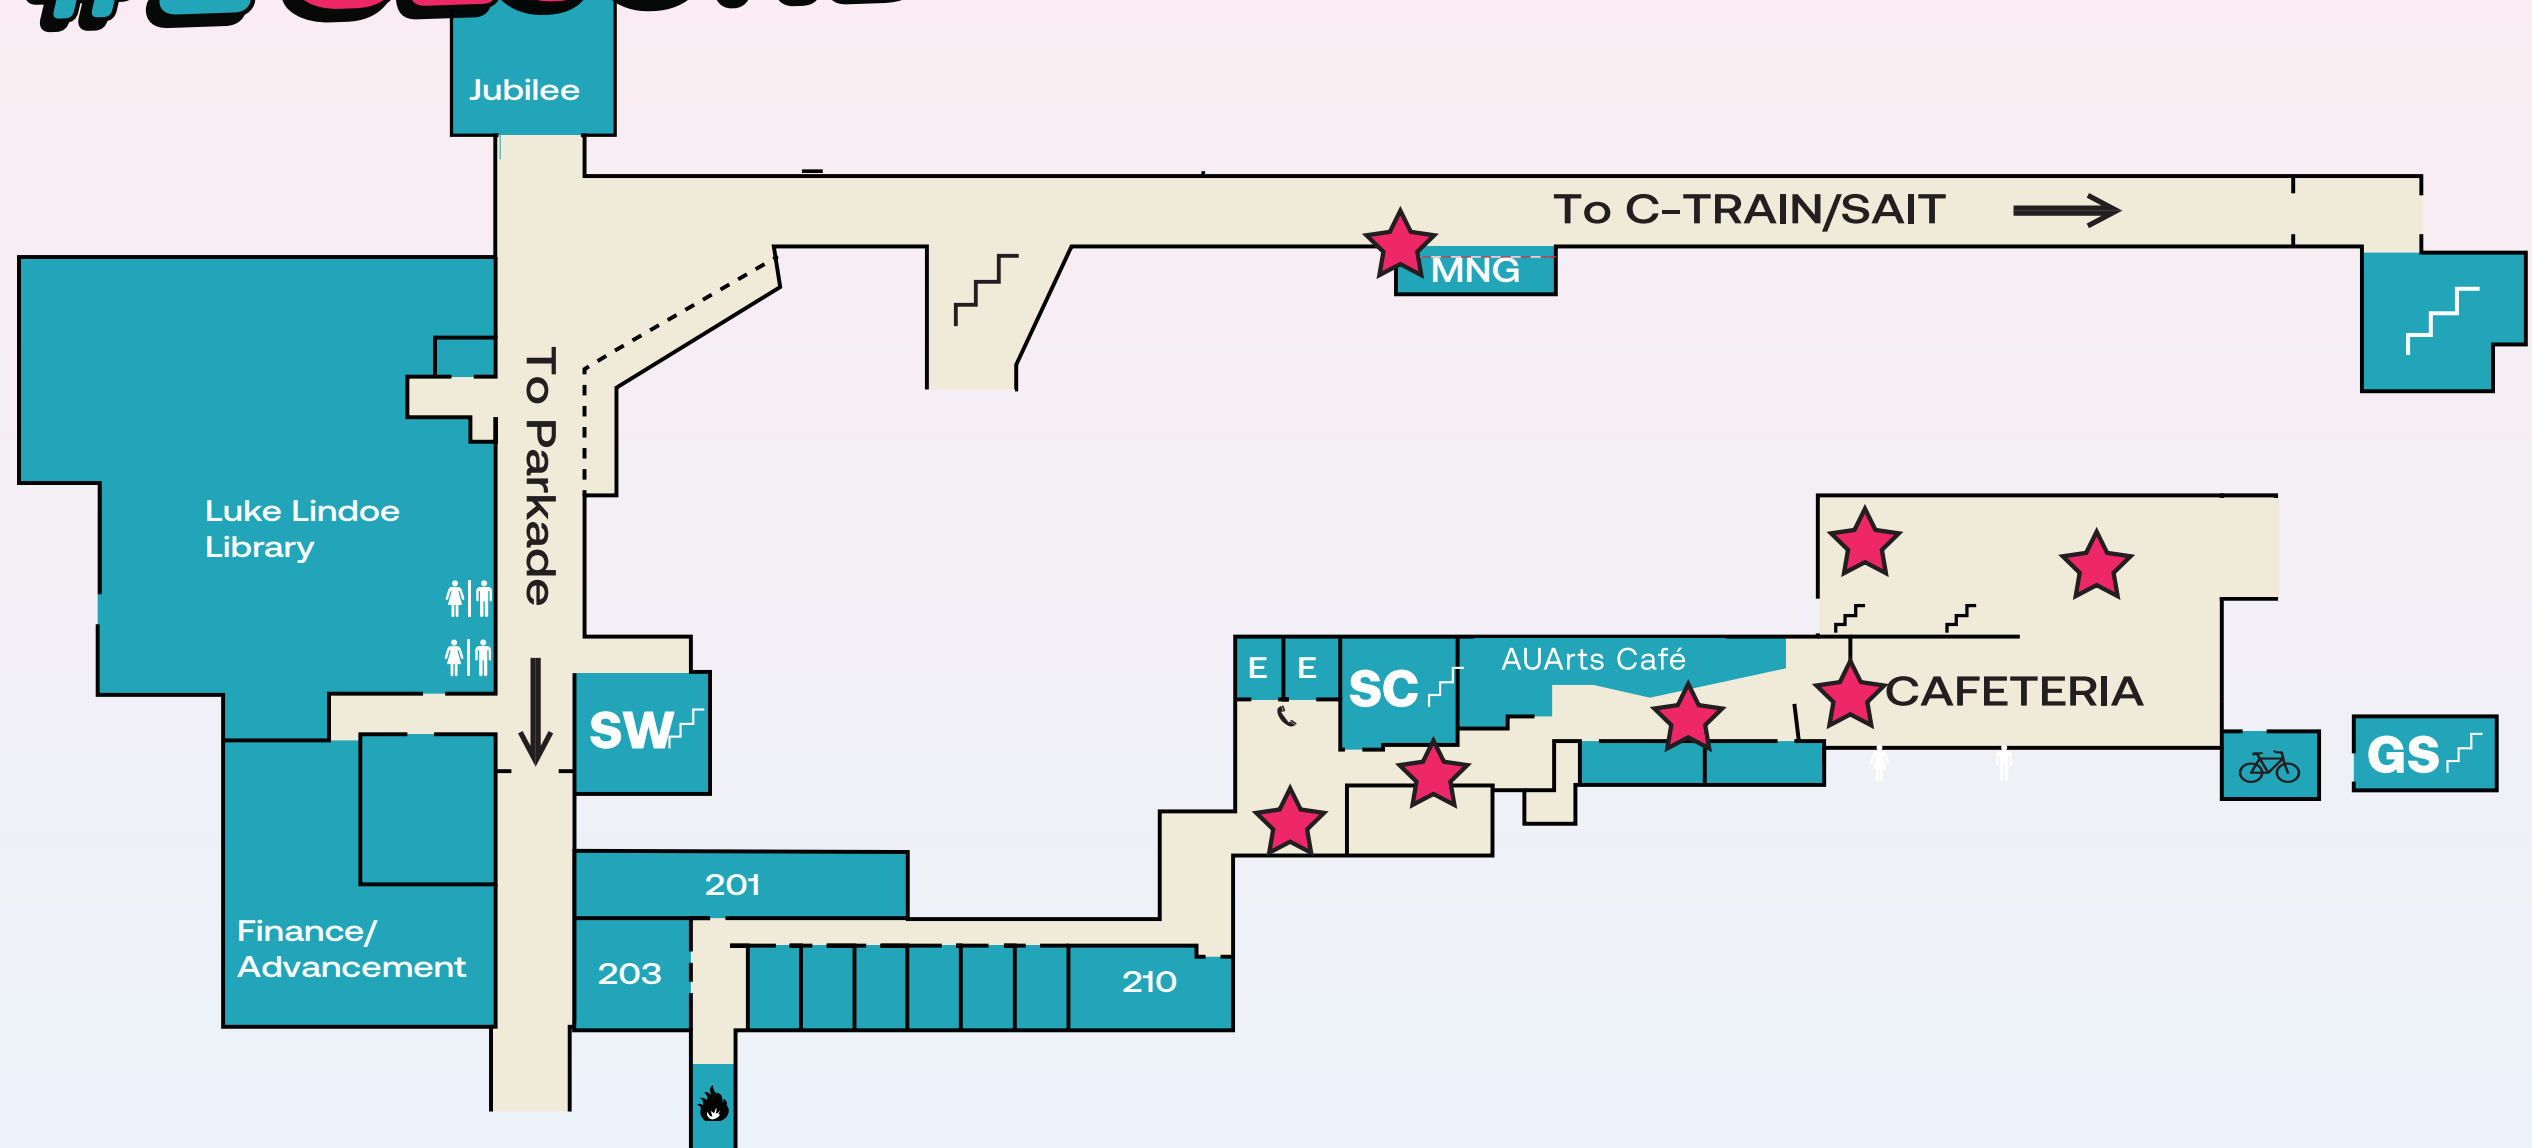 Jubilee
To C-TRAIN/SAIT
MNG
To Parkade
Luke Lindoe
Library
E
E
SC
AUArts Café
CAFETERIA
SW
GS
201
Finance/
Advancement
203
210